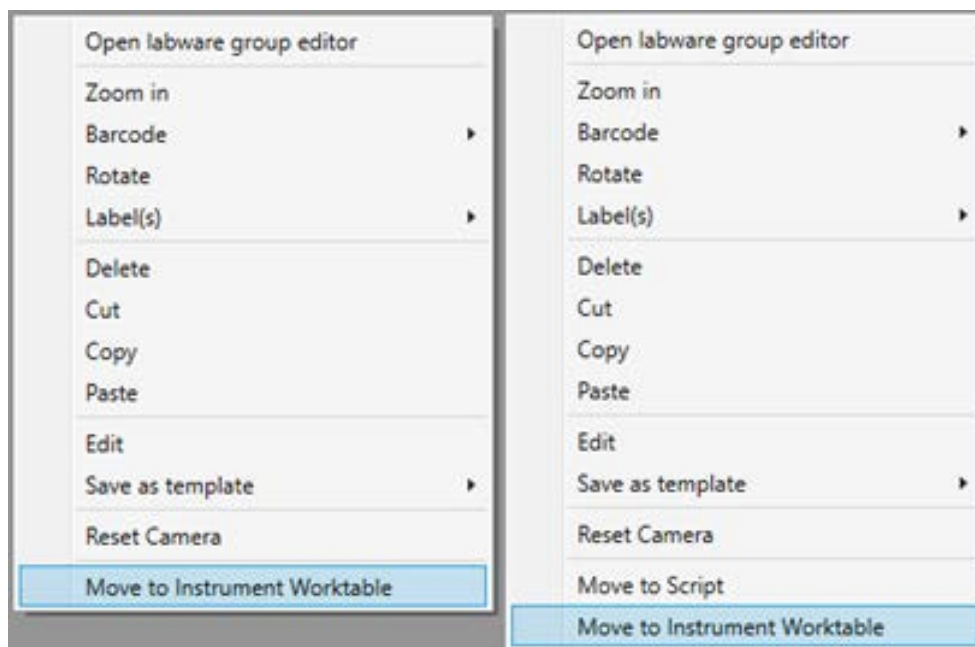 Open labware group editor
Zoom in
Barcode
Rotate
Label(s)
Delete
Cut
Copy
Paste
Edit
Save as template
Reset Camera
Move to Instrument Worktable
Open labware group editor
Zoom in
Barcode
Rotate
Label(s)
Delete
Cut
Copy
Paste
Edit
Save as template
Reset Camera
Move to Script
Move to Instrument Worktable